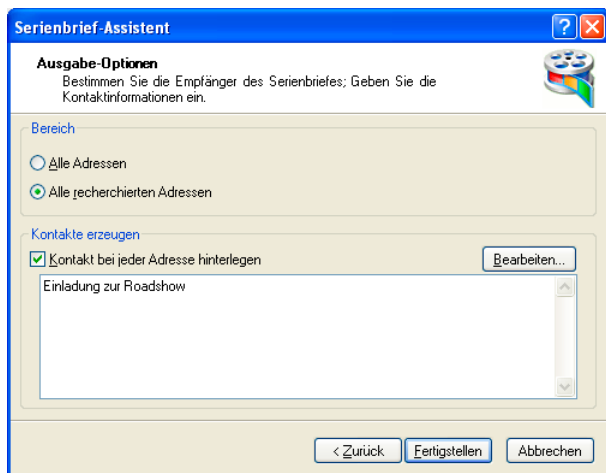 Serienbrief-Assistent
Ausgabe-Optionen
Bestimmen Sie die Empfänger des Serienbriefes; Geben Sie die
Kontaktinformationen ein.
Bereich
Alle Adressen
Alle recherchierten Adressen
Kontakte erzeugen
Kontakt bei jeder Adresse hinterlegen
Bearbeiten...
Einladung zur Roadshow
< Zurück
Fertigstellen
Abbrechen